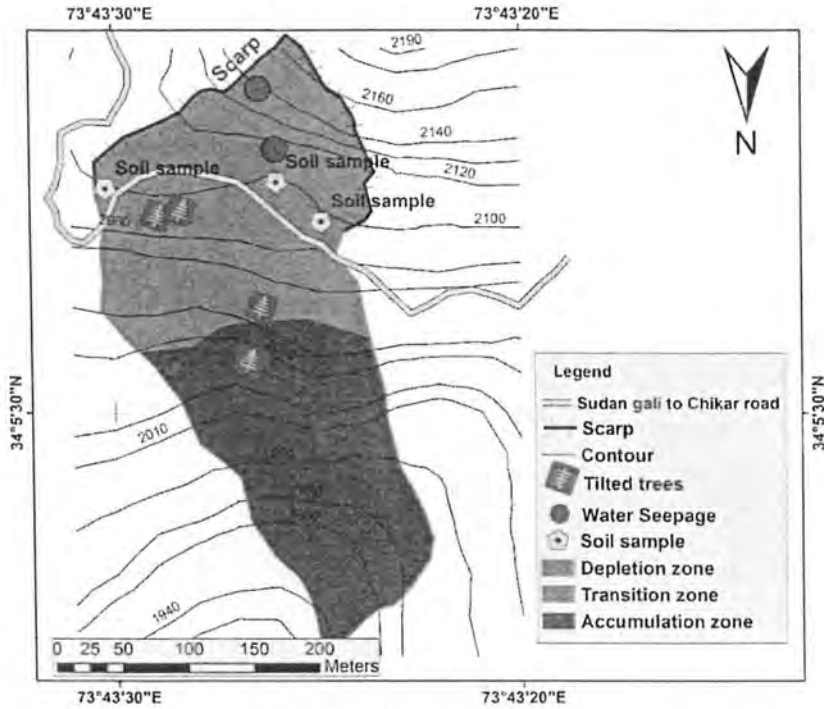 73°43'30"E
73°43'20"E
2190
Scarp
2160
2140
N
Soil sample
Soil sample
2120
Soil sample
2100
34°5'30"N
34°5'30"N
2010
1940
Legend
Sudan gali to Chikar road
Scarp
Contour
Tilted trees
Water Seepage
Soil sample
Depletion zone
Transition zone
Accumulation zone
0 25 50 100 150 200
Meters
73°43'30"E
73°43'20"E